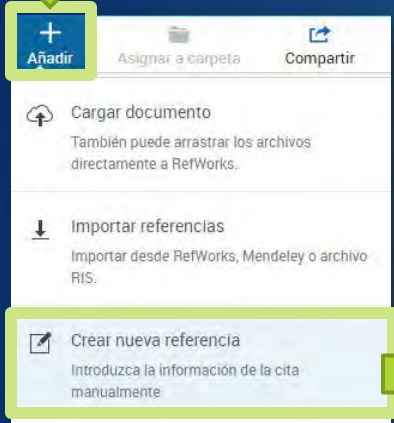 Añadir
Asignar a carpeta
Compartir
Cargar documento
También puede arrastrar los archivos
directamente a RefWorks.
Importar referencias
Importar desde RefWorks, Mendeley o archivo
RIS.
Crear nueva referencia
Introduzca la información de la cita
manualmente